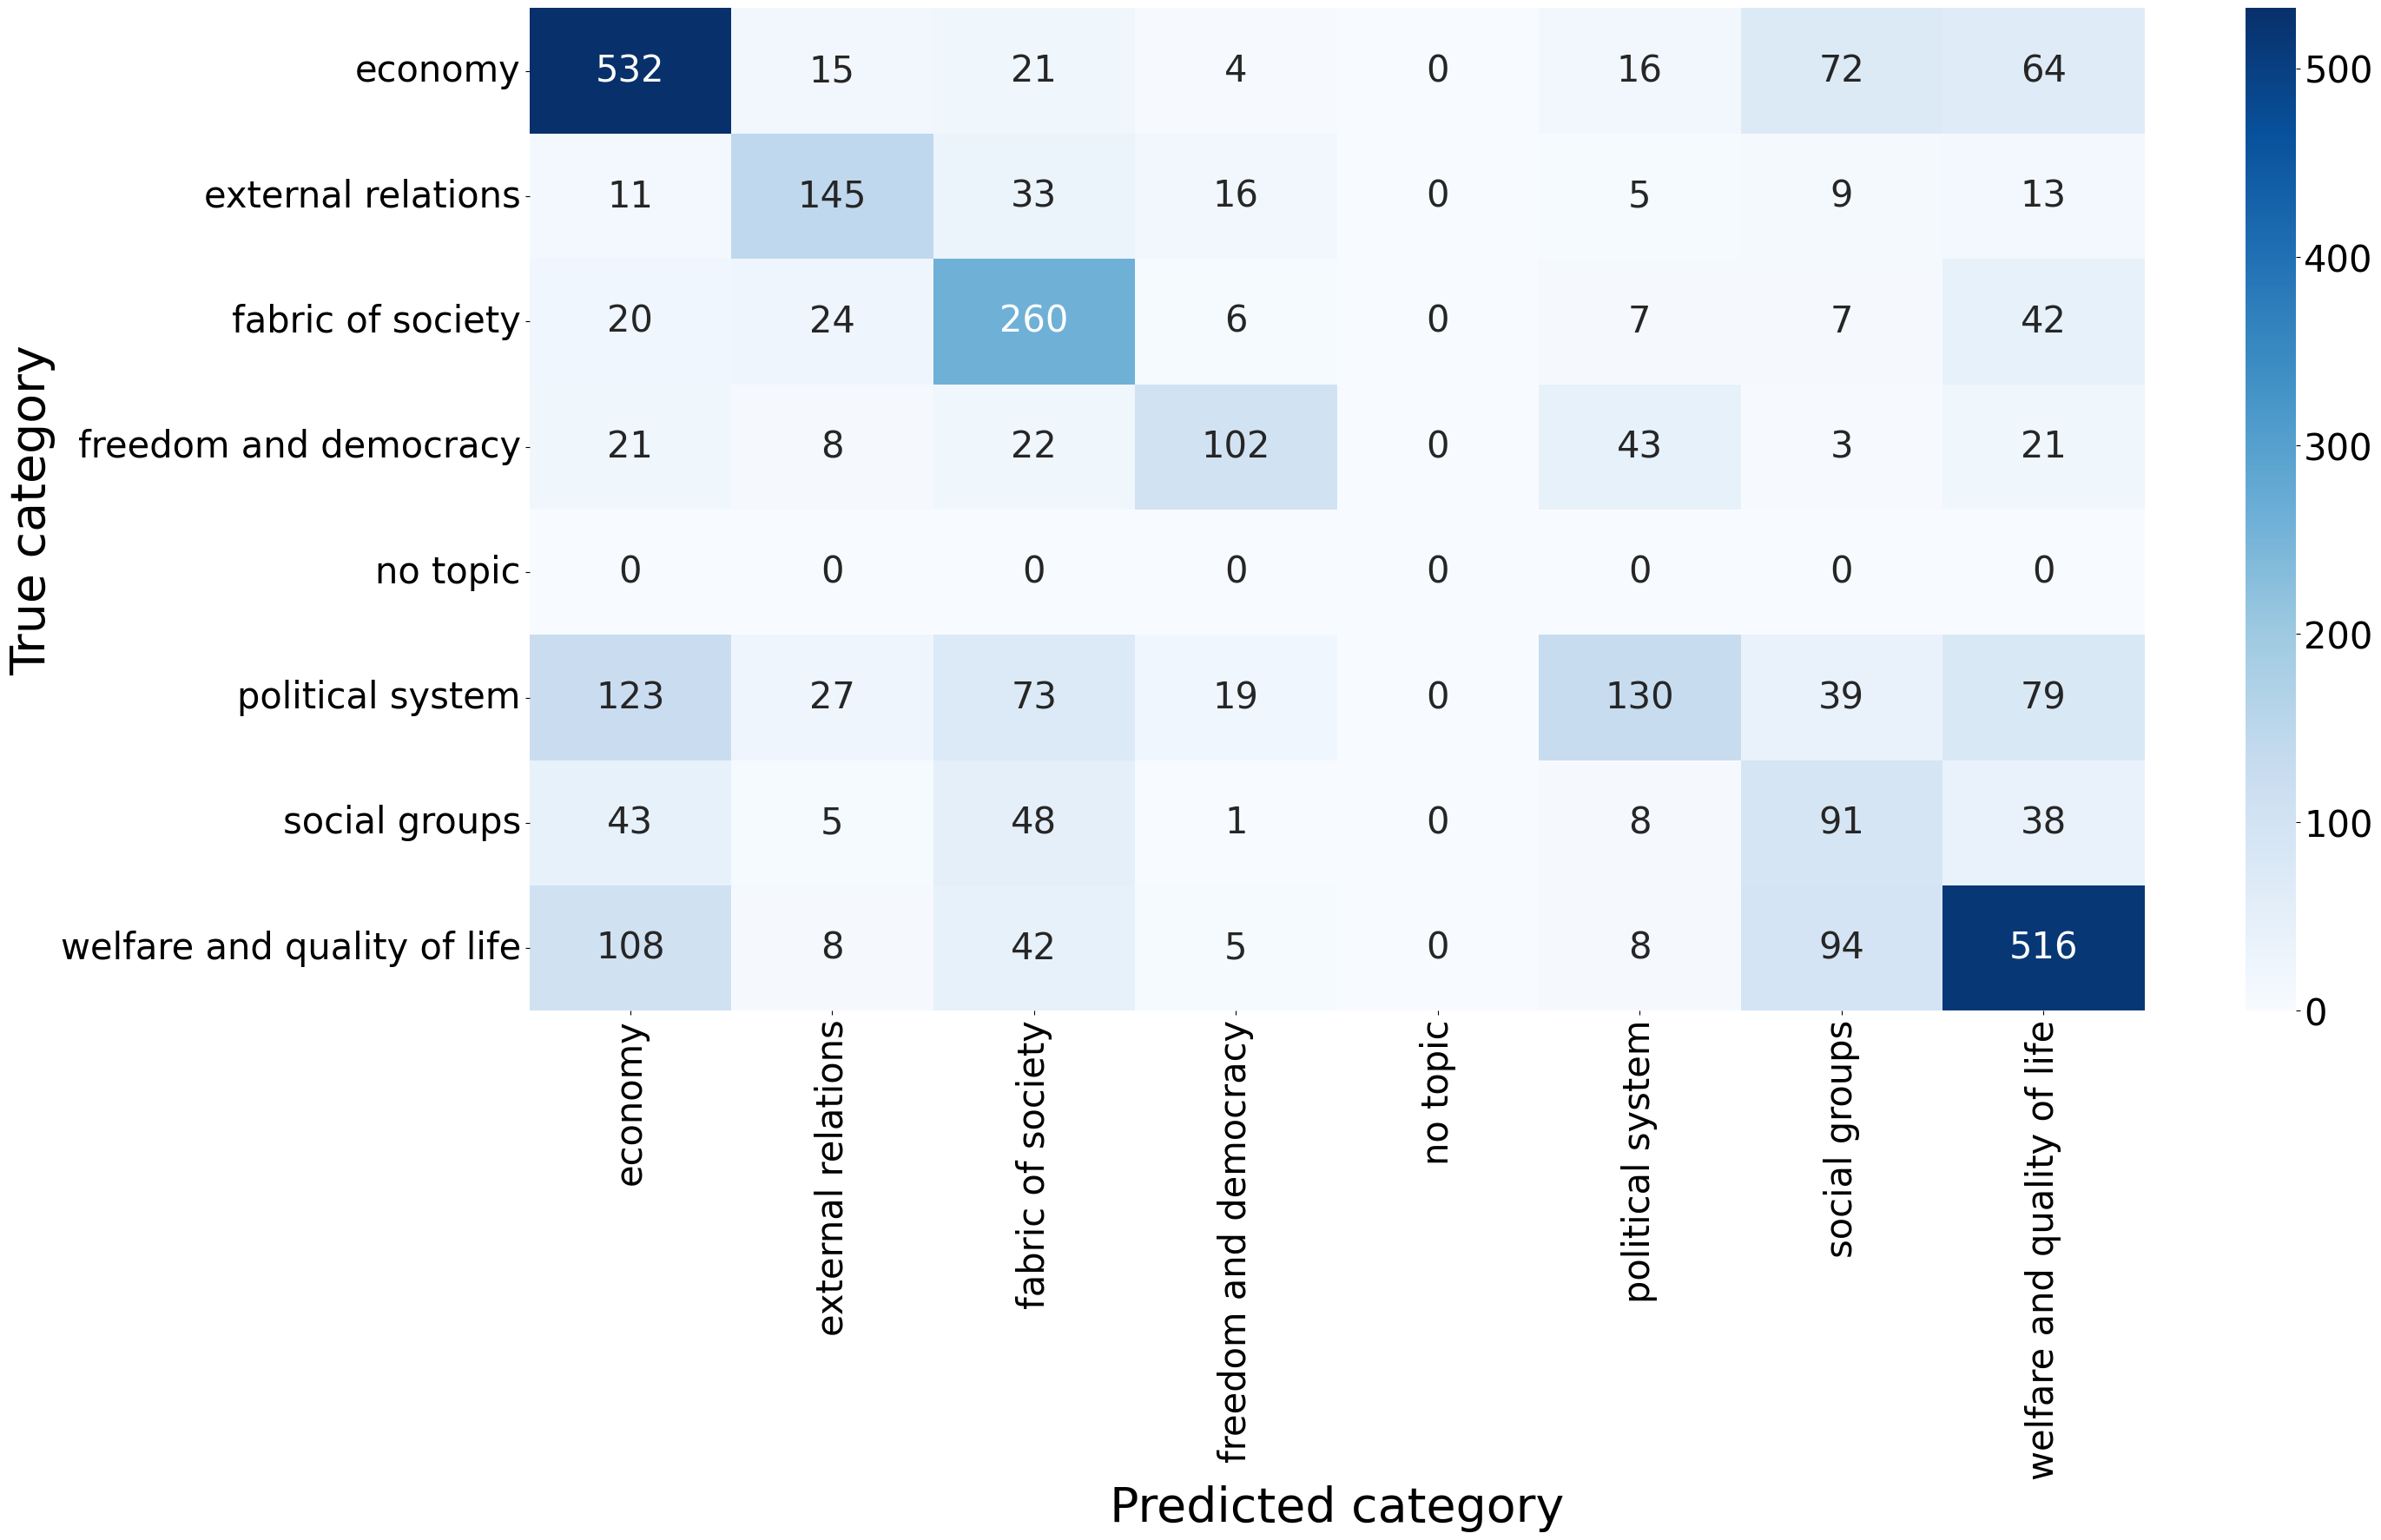 True category
economy 532 15 21 4 0 16 72 64
external relations 11 145 33 16 0 5 9 13
fabric of society 20 24 260 6 0 7 7 42
freedom and democracy 21 8 22 102 0 43 3 21
no topic 0 0 0 0 0 0 0 0
political system 123 27 73 19 0 130 39 79
social groups 43 5 48 1 0 8 91 38
welfare and quality of life 108 8 42 5 0 8 94 516
economy
external relations
fabric of society
freedom and democracy
no topic
political system
social groups
welfare and quality of life
Predicted category
500
400
300
200
100
0